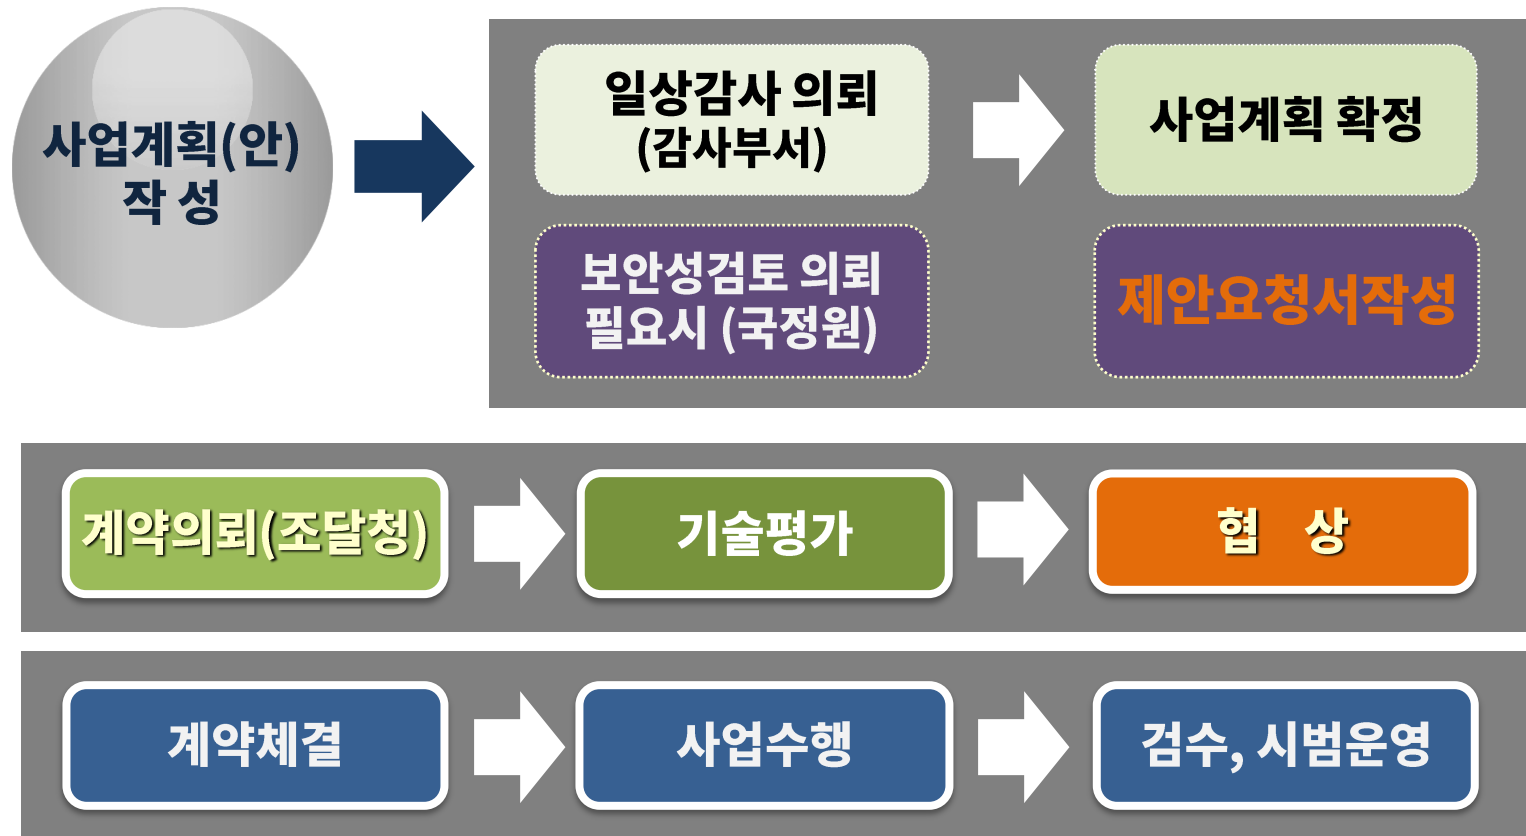 사업계획(안)
작 성
일상감사 의뢰
(감사부서)
사업계획 확정
보안성검토 의뢰
필요시 (국정원)
제안요청서작성
계약의뢰(조달청)
기술평가
협 상
계약체결
사업수행
검수, 시범운영